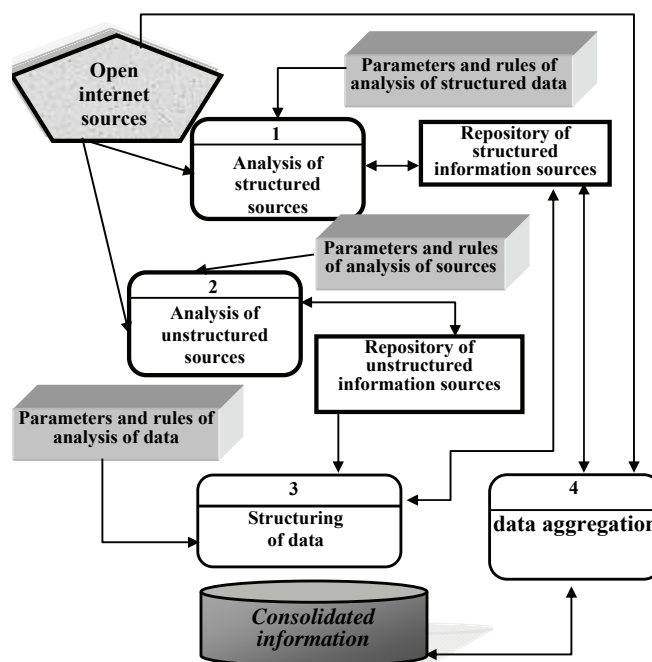 Open
internet
sources
Parameters and rules of
analysis of structured data
1
Analysis of
structured
sources
Repository of
structured
information sources
Parameters and rules
of analysis of sources
2
Analysis of
unstructured
sources
Repository of
unstructured
information sources
Parameters and rules of
analysis of data
3
Structuring
of data
4
data aggregation
Consolidated
information